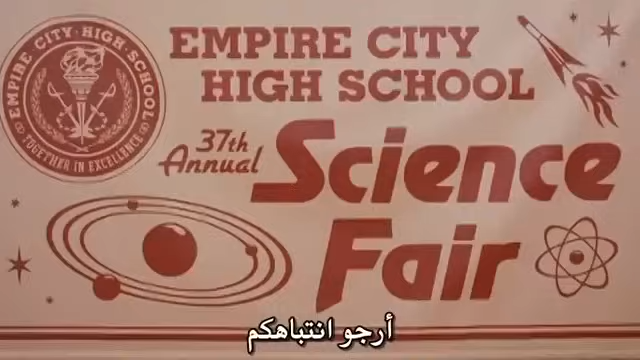 EMPIRE CITY HIGH SCHOOL
TOGETHER IN EXCELLENCE
EMPIRE CITY
HIGH SCHOOL
37th
Annual
Science
Fair
أرجو انتباهكم